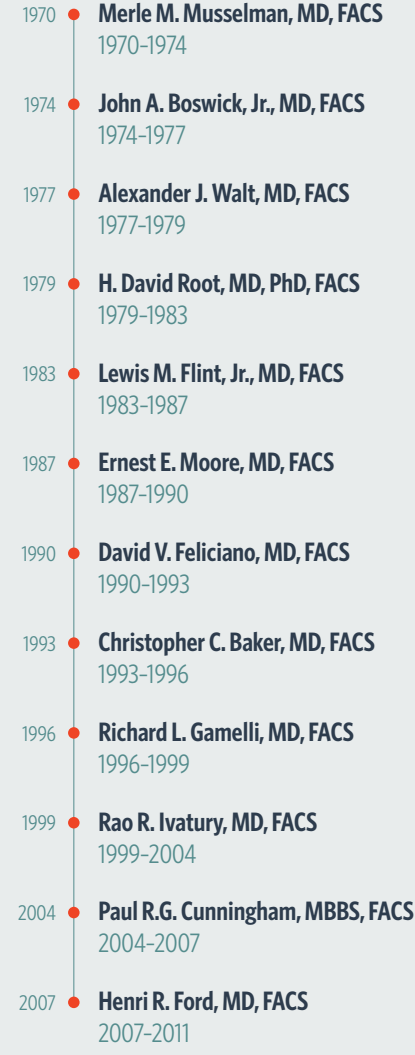 1970 Merle M. Musselman, MD, FACS
1970–1974
1974 John A. Boswick, Jr., MD, FACS
1974–1977
1977 Alexander J. Walt, MD, FACS
1977–1979
1979 H. David Root, MD, PhD, FACS
1979–1983
1983 Lewis M. Flint, Jr., MD, FACS
1983–1987
1987 Ernest E. Moore, MD, FACS
1987–1990
1990 David V. Feliciano, MD, FACS
1990–1993
1993 Christopher C. Baker, MD, FACS
1993–1996
1996 Richard L. Gamelli, MD, FACS
1996–1999
1999 Rao R. Ivatury, MD, FACS
1999–2004
2004 Paul R.G. Cunningham, MBBS, FACS
2004–2007
2007 Henri R. Ford, MD, FACS
2007–2011